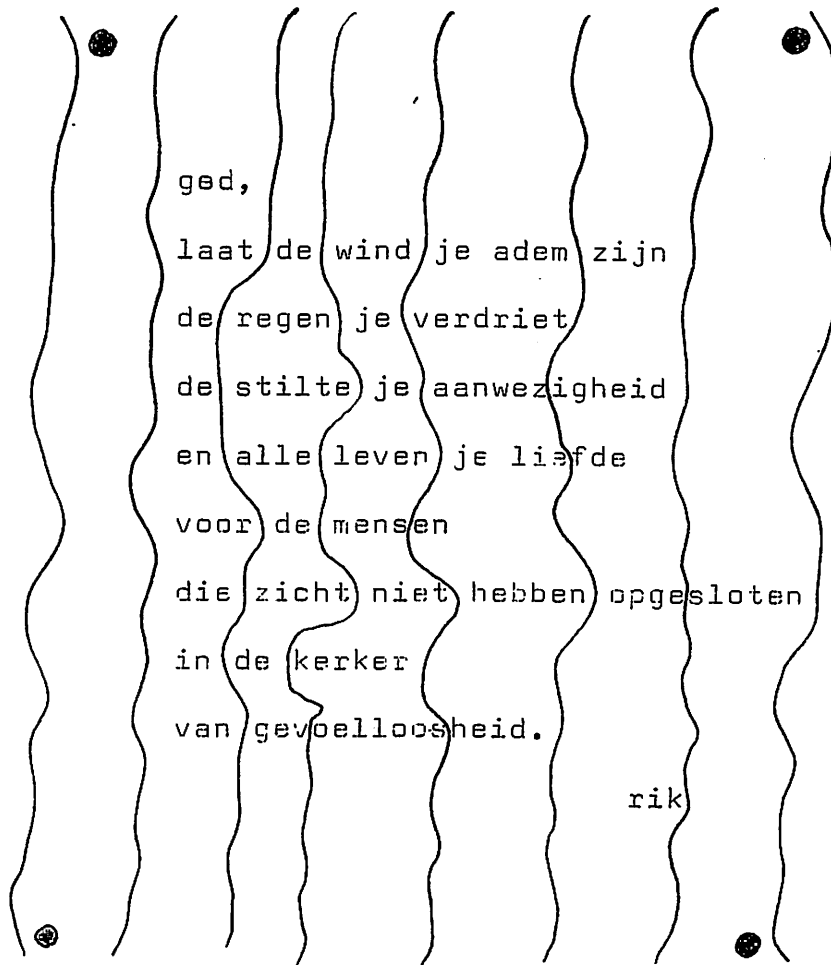 god,
laat de wind je adem zijn
de regen je verdriet
de stilte je aanwezigheid
en alle leven je liefde
voor de mensen
die zicht niet hebben opgesloten
in de kerker
van gevoelloosheid.
rik